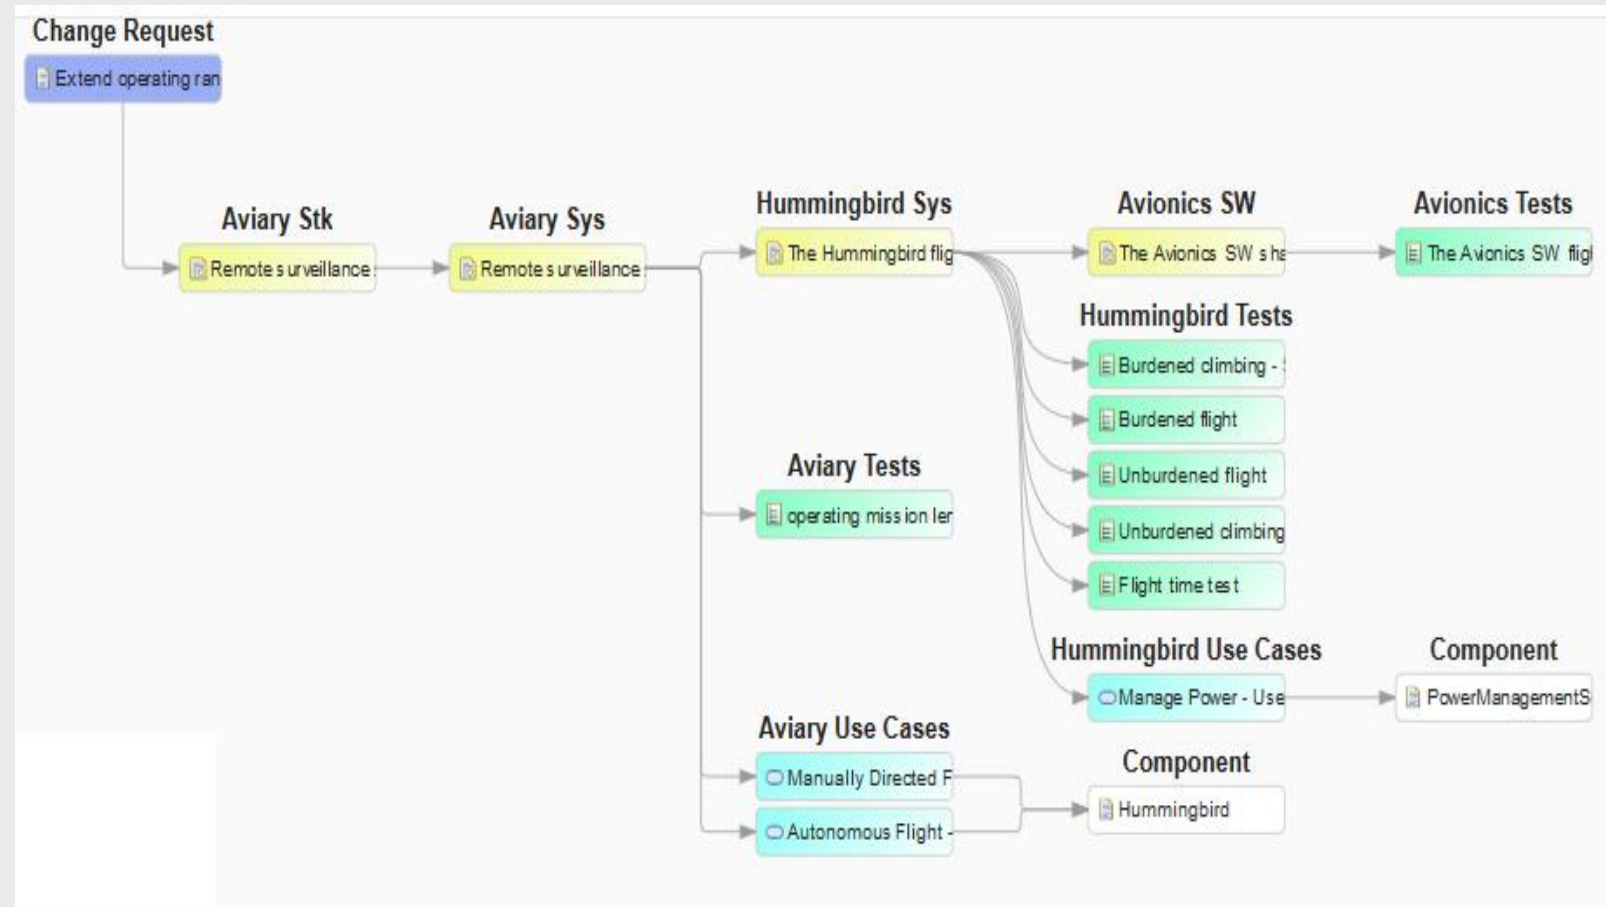 Change Request
Extend operating ran
Aviary Stk
Remote surveillance
Aviary Sys
Remote surveillance
Hummingbird Sys
The Hummingbird flig
Avionics SW
The Avionics SW sha
Avionics Tests
The Avionics SW flig
Hummingbird Tests
Burdened climbing -
Burdened flight
Unburdened flight
Unburdened climbing
Flight time test
Aviary Tests
operating mission len
Hummingbird Use Cases
Manage Power - Use
Component
PowerManagementS
Aviary Use Cases
Manually Directed F
Autonomous Flight -
Component
Hummingbird